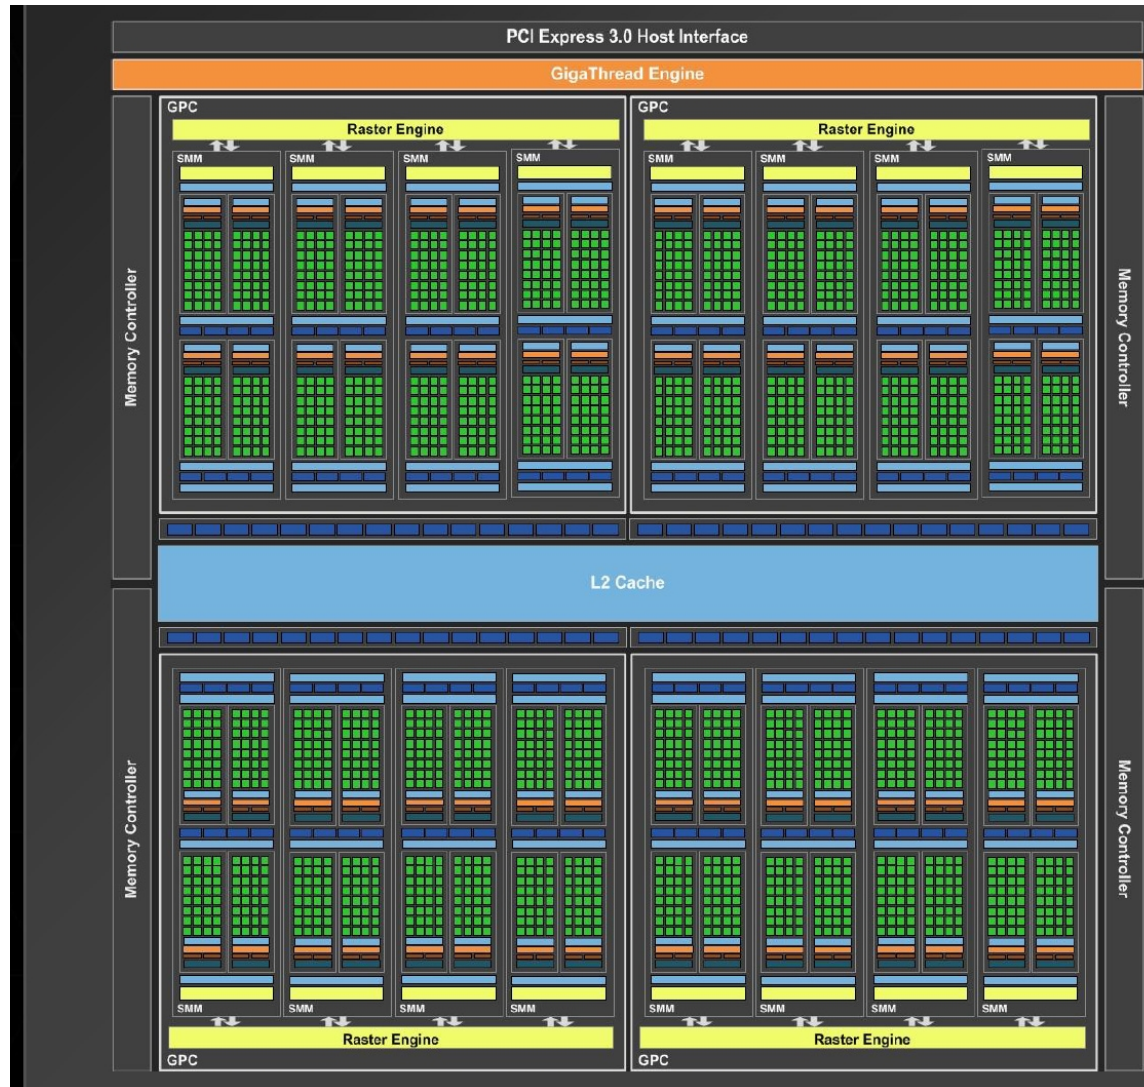 PCI Express 3.0 Host Interface
GigaThread Engine
GPC
GPC
Raster Engine
Raster Engine
SMM
SMM
SMM
SMM
SMM
SMM
SMM
SMM
Memory Controller
Memory Controller
L2 Cache
Memory Controller
Memory Controller
SMM
SMM
SMM
SMM
SMM
SMM
SMM
SMM
Raster Engine
Raster Engine
GPC
GPC